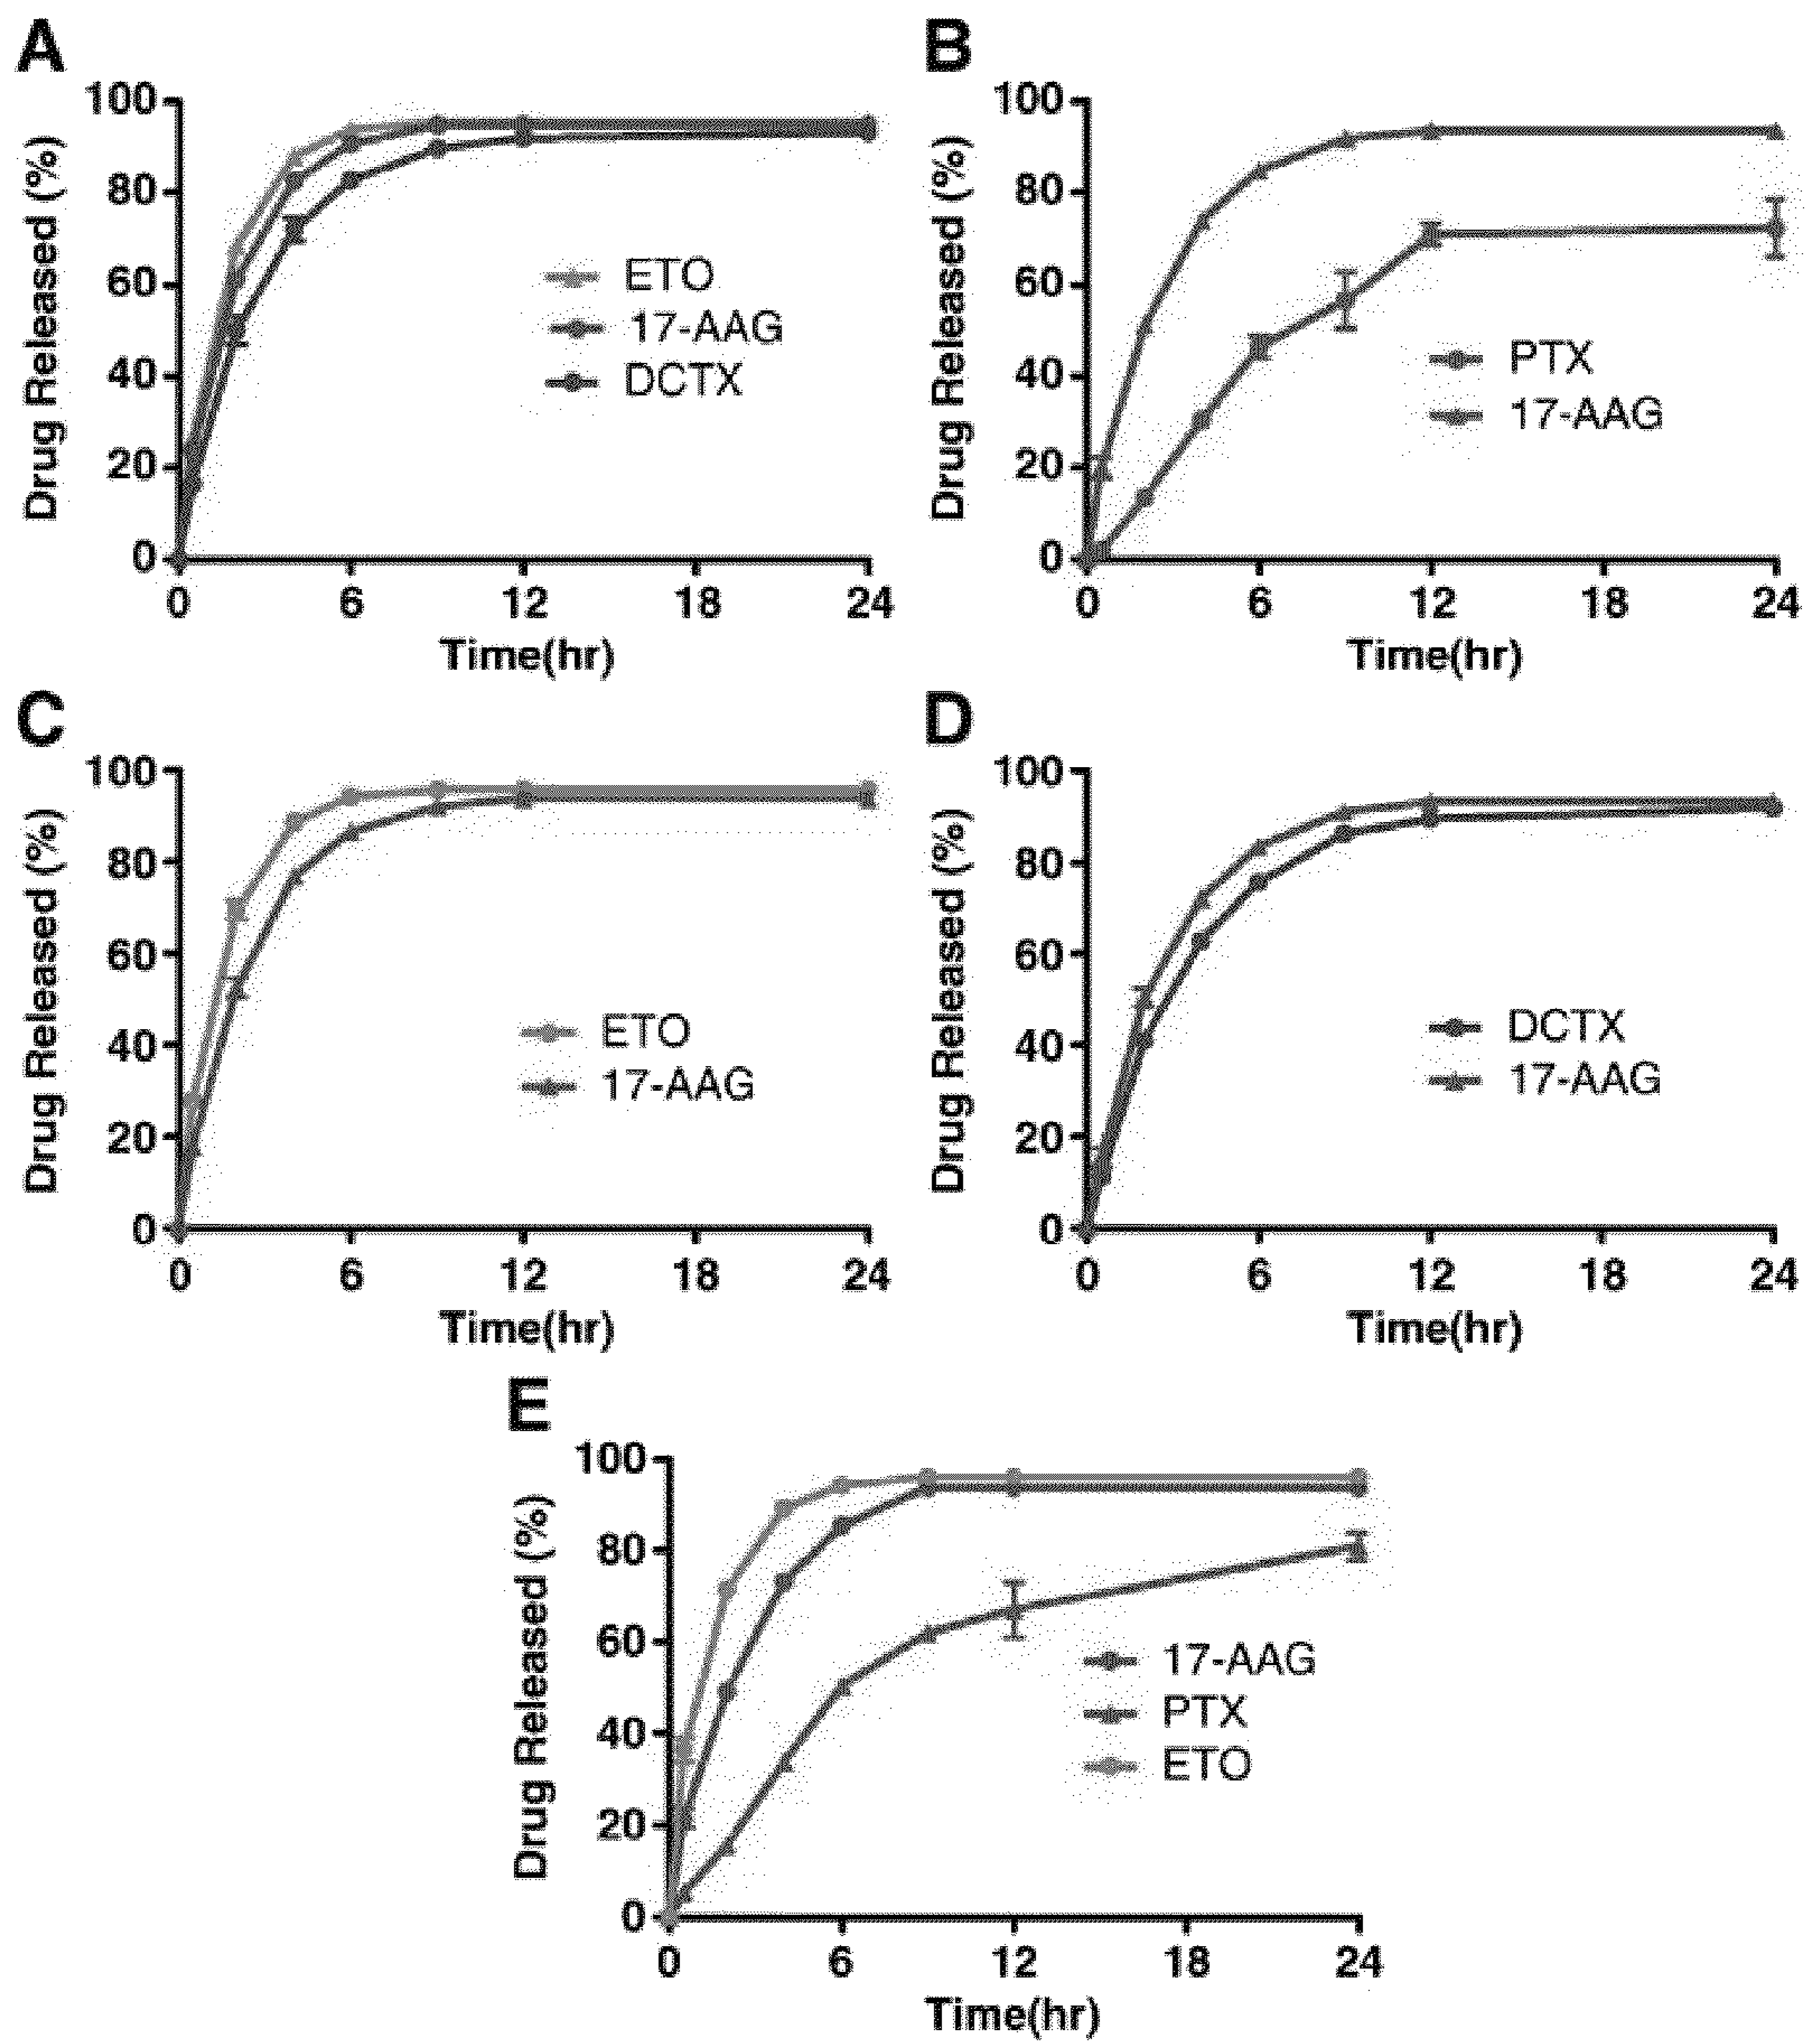 A
Drug Released (%)
100
80
60
40
20
0
ETO
17-AAG
DCTX
0 6 12 18 24
Time(hr)
B
Drug Released (%)
100
80
60
40
20
0
PTX
17-AAG
0 6 12 18 24
Time(hr)
C
Drug Released (%)
100
80
60
40
20
0
ETO
17-AAG
0 6 12 18 24
Time(hr)
D
Drug Released (%)
100
80
60
40
20
0
DCTX
17-AAG
0 6 12 18 24
Time(hr)
E
Drug Released (%)
100
80
60
40
20
0
17-AAG
PTX
ETO
0 6 12 18 24
Time(hr)